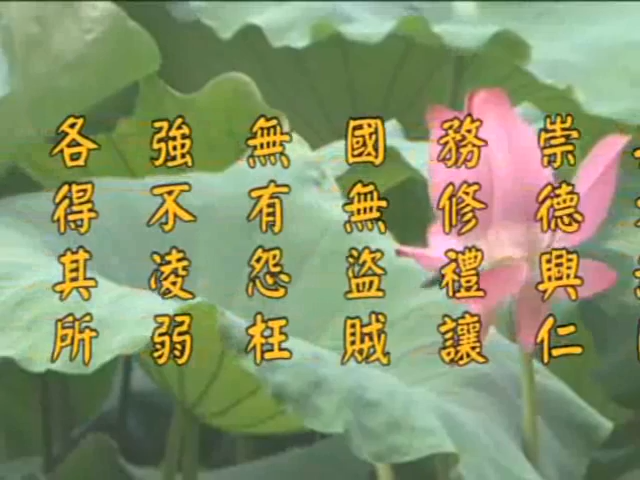 崇德興仁
務修禮讓
國無盜賊
無有怨枉
強不凌弱
各得其所